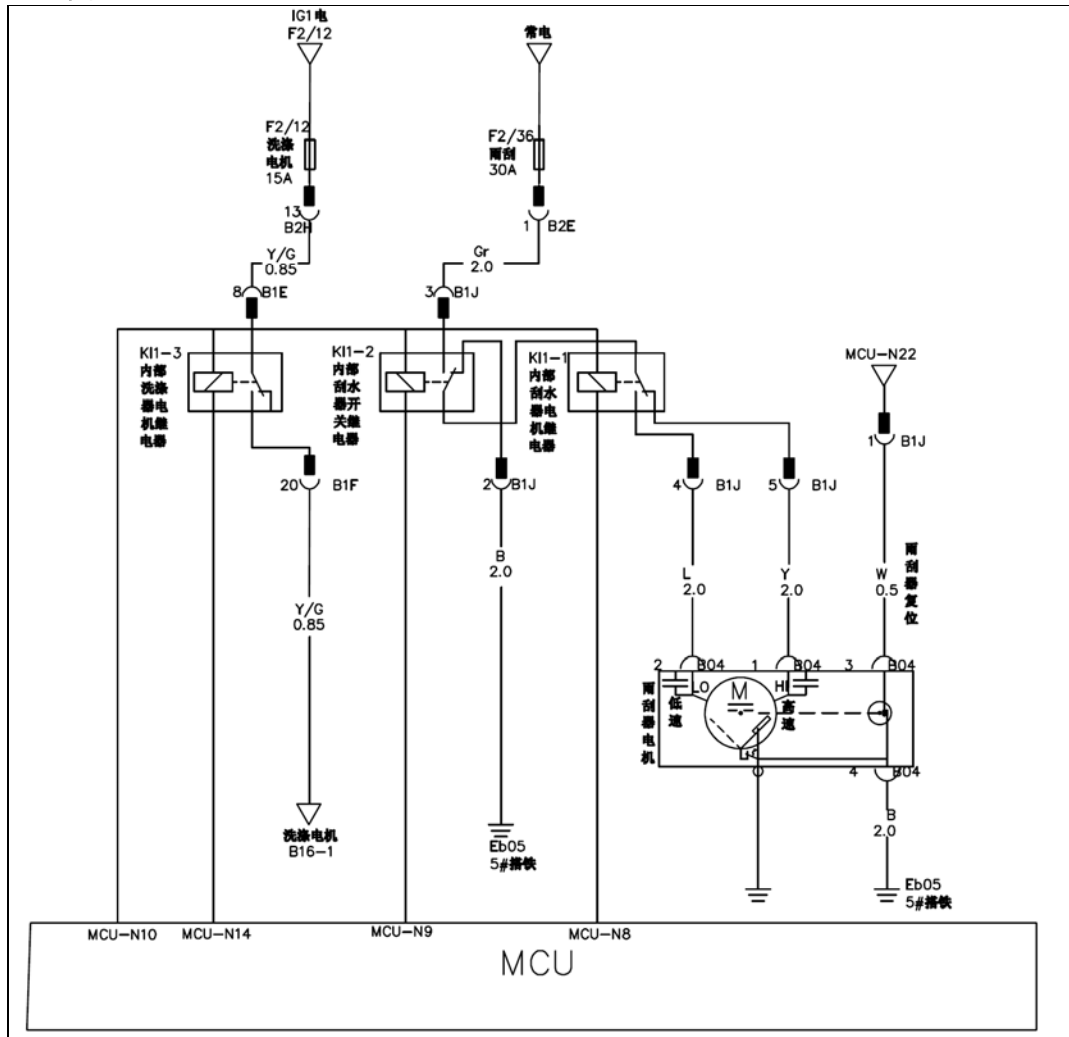 IG1电
F2/12
常电
F2/12
洗涤
电机
15A
F2/36
雨刮
30A
13
B2H
1 B2E
Y/G
0.85
Gr
2.0
8 B1E
3 B1J
KI1-3
内部
洗涤
器电
机继
电器
KI1-2
内部
刮水
器开
关继
电器
KI1-1
内部
刮水
器电
机继
电器
MCU-N22
1 B1J
20 B1F
2 B1J
4 B1J
5 B1J
B
2.0
L
2.0
Y
2.0
W
0.5
雨
刮
器
复
位
Y/G
0.85
2 B04
1 B04
3 B04
雨
刮
器
电
机
LO
低
速
M
HI
高
速
4 B04
B
2.0
洗涤电机
B16-1
Eb05
5#搭铁
Eb05
5#搭铁
MCU-N10
MCU-N14
MCU-N9
MCU-N8
MCU